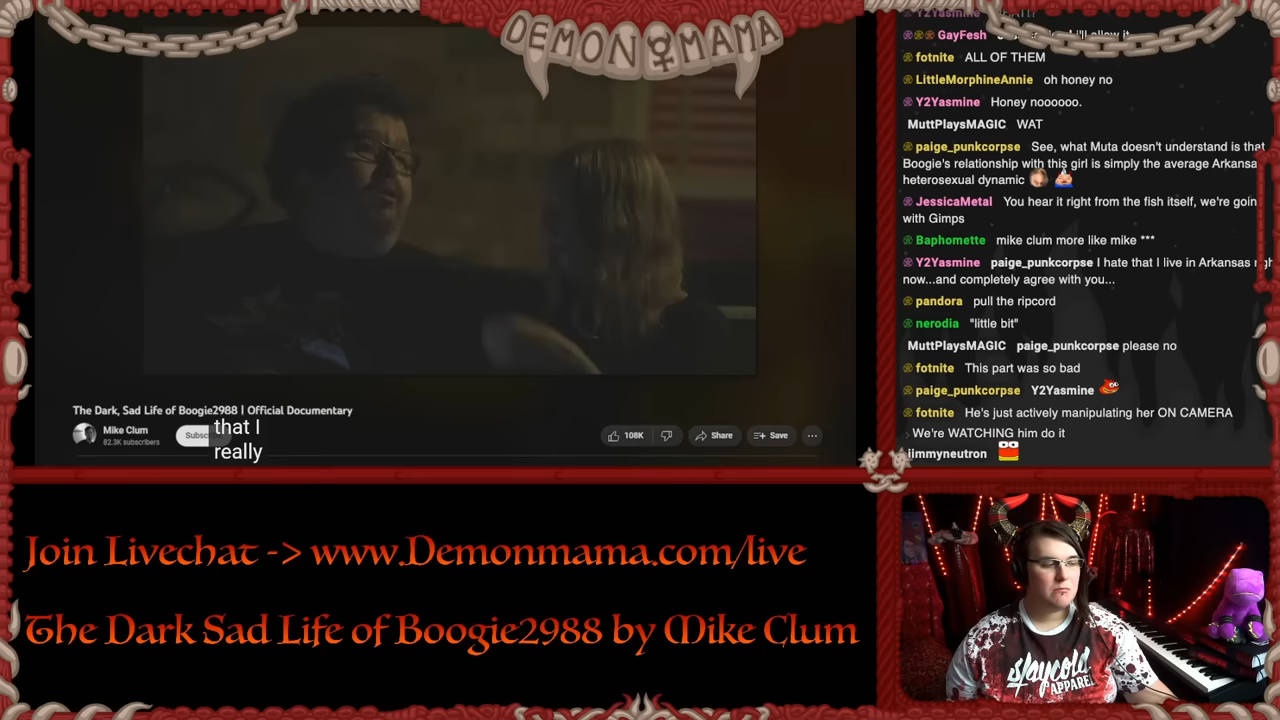 DEMON MAMA
GayFesh
fotnite ALL OF THEM
LittleMorphineAnnie oh honey no
Y2Yasmine Honey noooooo.
MuttPlaysMAGIC WAT
paige_punkcorpse See, what Muta doesn't understand is that
Boogie's relationship with this girl is simply the average Arkansa
heterosexual dynamic
JessicaMetal You hear it right from the fish itself, we're goin
with Gimps
Baphomette mike clum more like mike ***
Y2Yasmine paige_punkcorpse I hate that I live in Arkansas righ
now...and completely agree with you...
pandora pull the ripcord
nerodia "little bit"
MuttPlaysMAGIC paige_punkcorpse please no
fotnite This part was so bad
paige_punkcorpse Y2Yasmine
fotnite He's just actively manipulating her ON CAMERA
We're WATCHING him do it
jimmyneutron
The Dark, Sad Life of Boogie2988 | Official Documentary
Mike Clum
82.3K subscribers
Subsc
that I
really
108K
Share
Save
Join Livechat -> www.Demonmama.com/live
The Dark Sad Life of Boogie2988 by Mike Clum
staycold
APPAREL